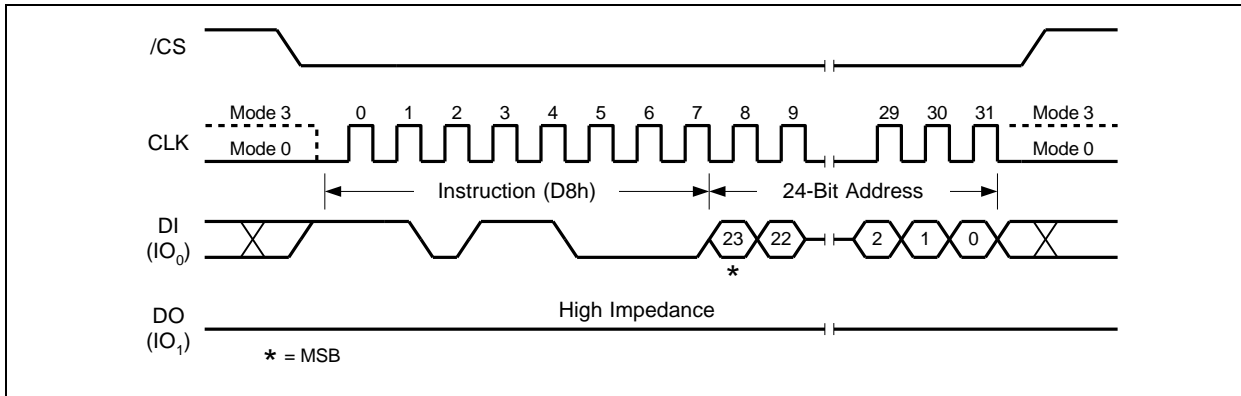 /CS
Mode 3 0 1 2 3 4 5 6 7 8 9 29 30 31 Mode 3
CLK
Mode 0 Mode 0
Instruction (D8h) 24-Bit Address
DI
(IO0)
23 22 2 1 0
*
High Impedance
DO
(IO1)
* = MSB